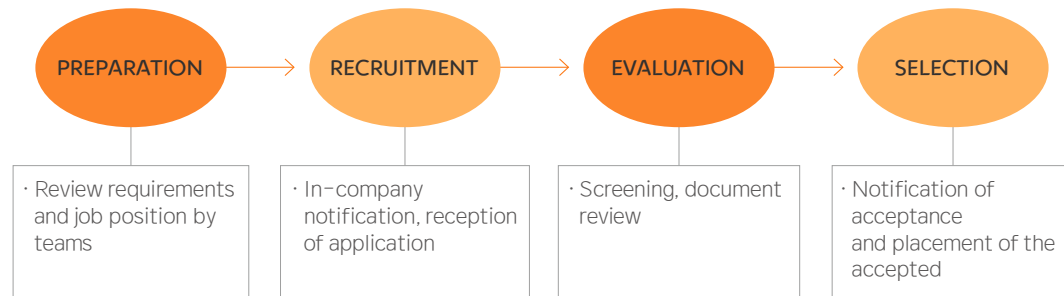 PREPARATION
RECRUITMENT
EVALUATION
SELECTION
· Review requirements
and job position by
teams
· In-company
notification, reception
of application
· Screening, document
review
· Notification of
acceptance
and placement of the
accepted